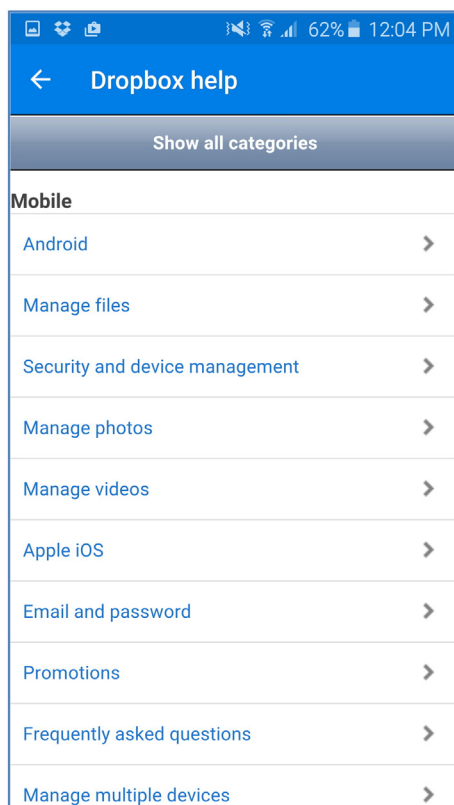 62% 12:04 PM
Dropbox help
Show all categories
Mobile
Android
Manage files
Security and device management
Manage photos
Manage videos
Apple iOS
Email and password
Promotions
Frequently asked questions
Manage multiple devices